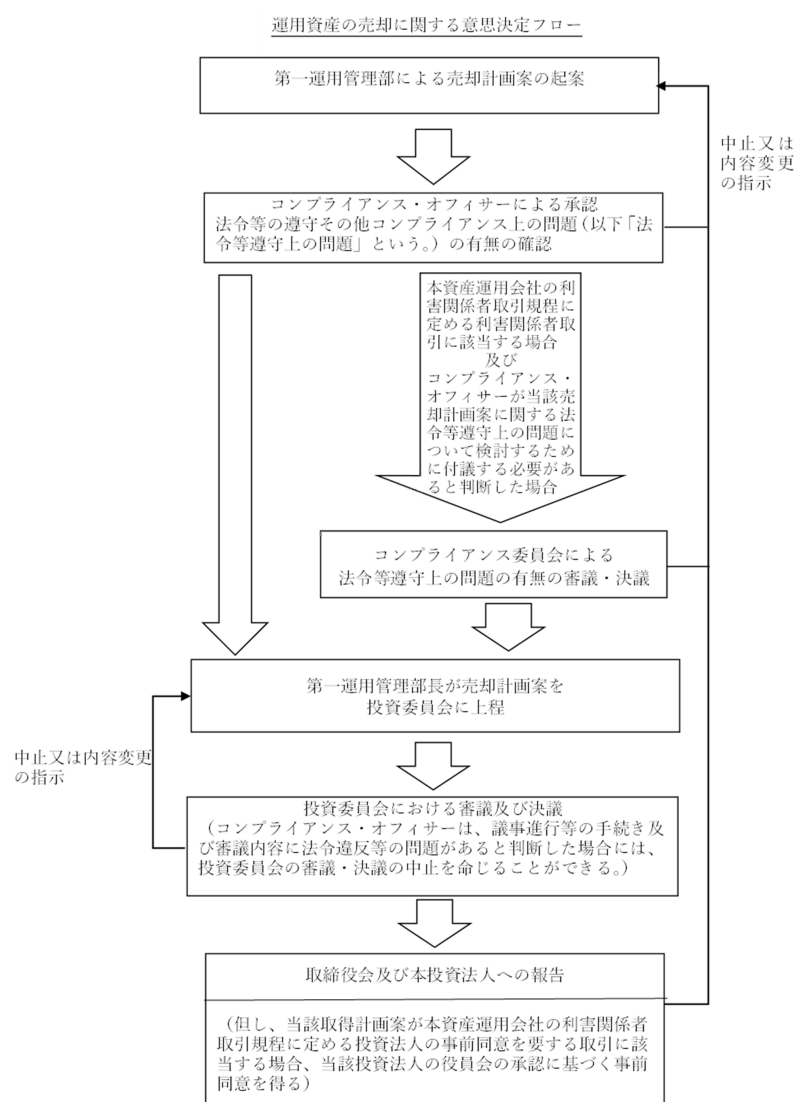 運用資産の売却に関する意思決定フロー
第一運用管理部による売却計画案の起案
中止又は
内容変更
の指示
コンプライアンス・オフィサーによる承認
法令等の遵守その他コンプライアンス上の問題（以下「法
令等遵守上の問題」という。）の有無の確認
本資産運用会社の利
害関係者取引規程に
定める利害関係者取
引に該当する場合
及び
コンプライアンス・
オフィサーが当該売
却計画案に関する法
令等遵守上の問題に
ついて検討するため
に付議する必要があ
ると判断した場合
コンプライアンス委員会による
法令等遵守上の問題の有無の審議・決議
第一運用管理部長が売却計画案を
投資委員会に上程
中止又は内容変更
の指示
投資委員会における審議及び決議
（コンプライアンス・オフィサーは、議事進行等の手続き及
び審議内容に法令違反等の問題があると判断した場合には、
投資委員会の審議・決議の中止を命じることができる。）
取締役会及び本投資法人への報告
（但し、当該取得計画案が本資産運用会社の利害関係者
取引規程に定める投資法人の事前同意を要する取引に該
当する場合、当該投資法人の役員会の承認に基づく事前
同意を得る）